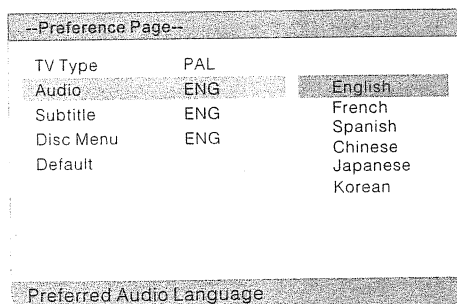 --Preference Page--
TV Type PAL
Audio ENG English
French
Subtitle ENG Spanish
Disc Menu ENG Chinese
Default Japanese
Korean
Preferred Audio Language